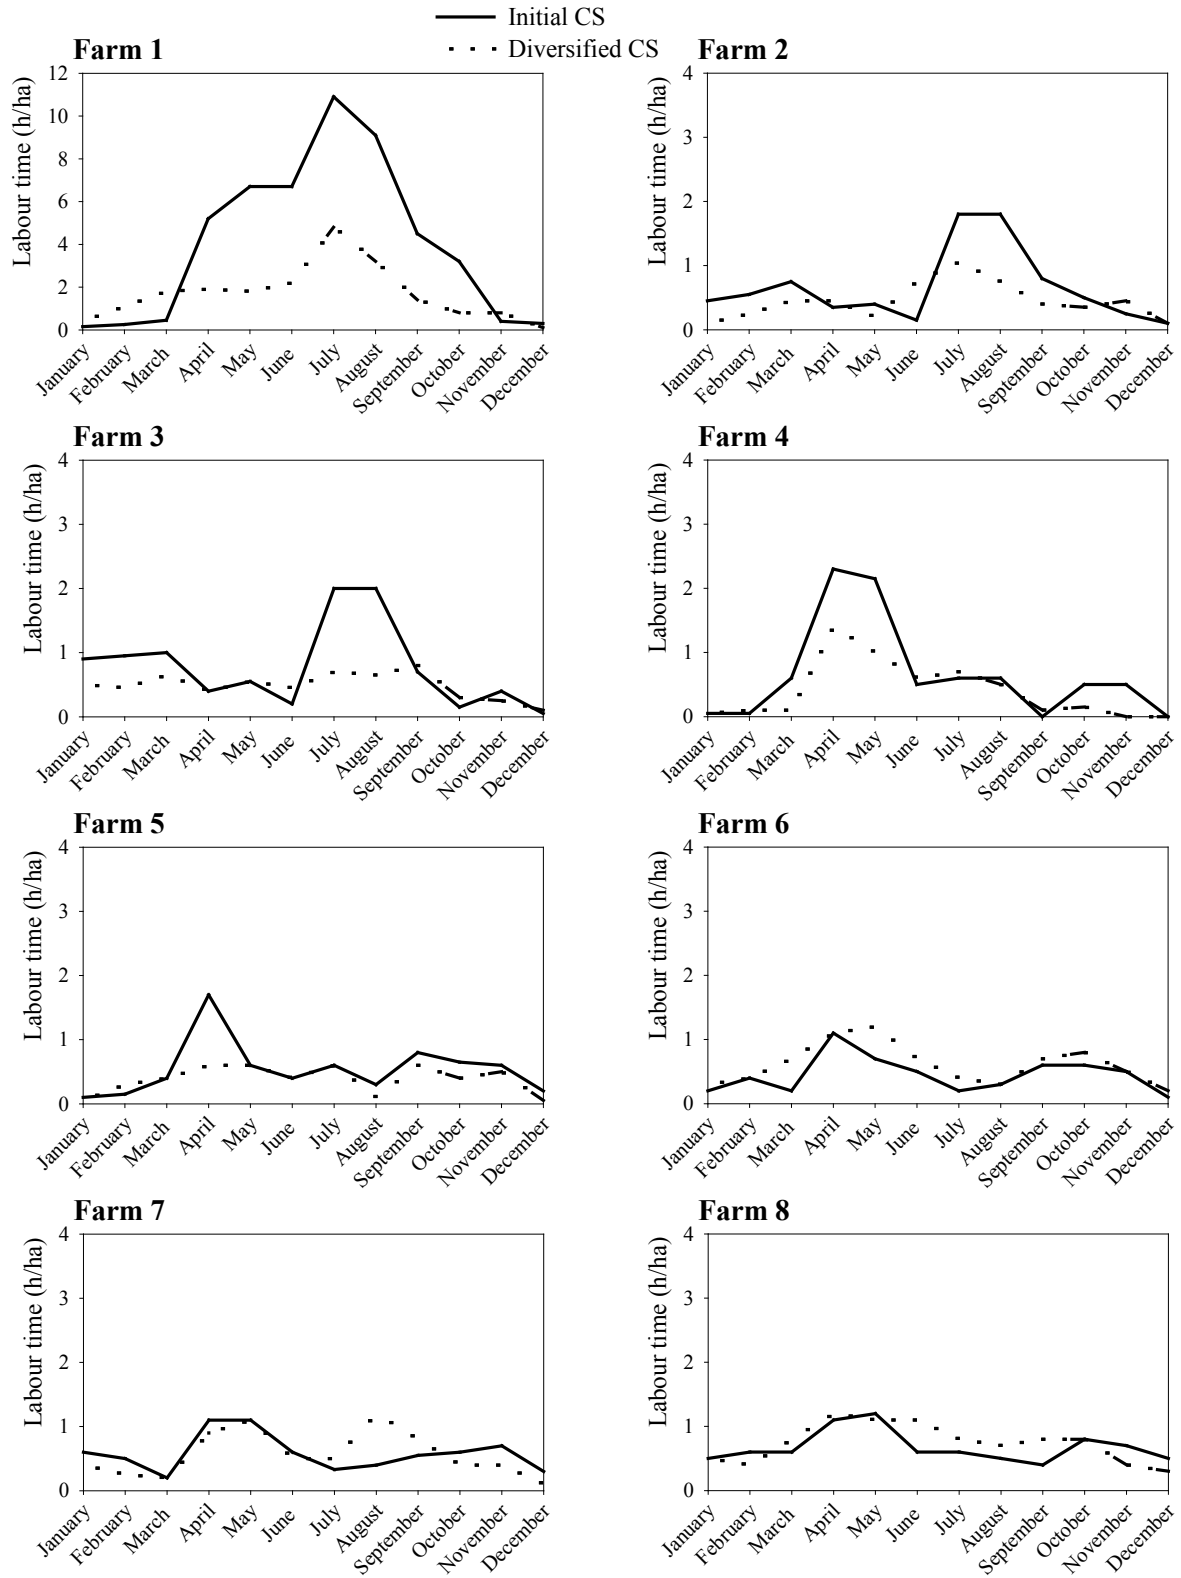 Initial CS
Diversified CS
Farm 1
Labour time (h/ha)
12
10
8
6
4
2
0
January
February
March
April
May
June
July
August
September
October
November
December
Farm 2
Labour time (h/ha)
4
3
2
1
0
January
February
March
April
May
June
July
August
September
October
November
December
Farm 3
Labour time (h/ha)
4
3
2
1
0
January
February
March
April
May
June
July
August
September
October
November
December
Farm 4
Labour time (h/ha)
4
3
2
1
0
January
February
March
April
May
June
July
August
September
October
November
December
Farm 5
Labour time (h/ha)
4
3
2
1
0
January
February
March
April
May
June
July
August
September
October
November
December
Farm 6
Labour time (h/ha)
4
3
2
1
0
January
February
March
April
May
June
July
August
September
October
November
December
Farm 7
Labour time (h/ha)
4
3
2
1
0
January
February
March
April
May
June
July
August
September
October
November
December
Farm 8
Labour time (h/ha)
4
3
2
1
0
January
February
March
April
May
June
July
August
September
October
November
December